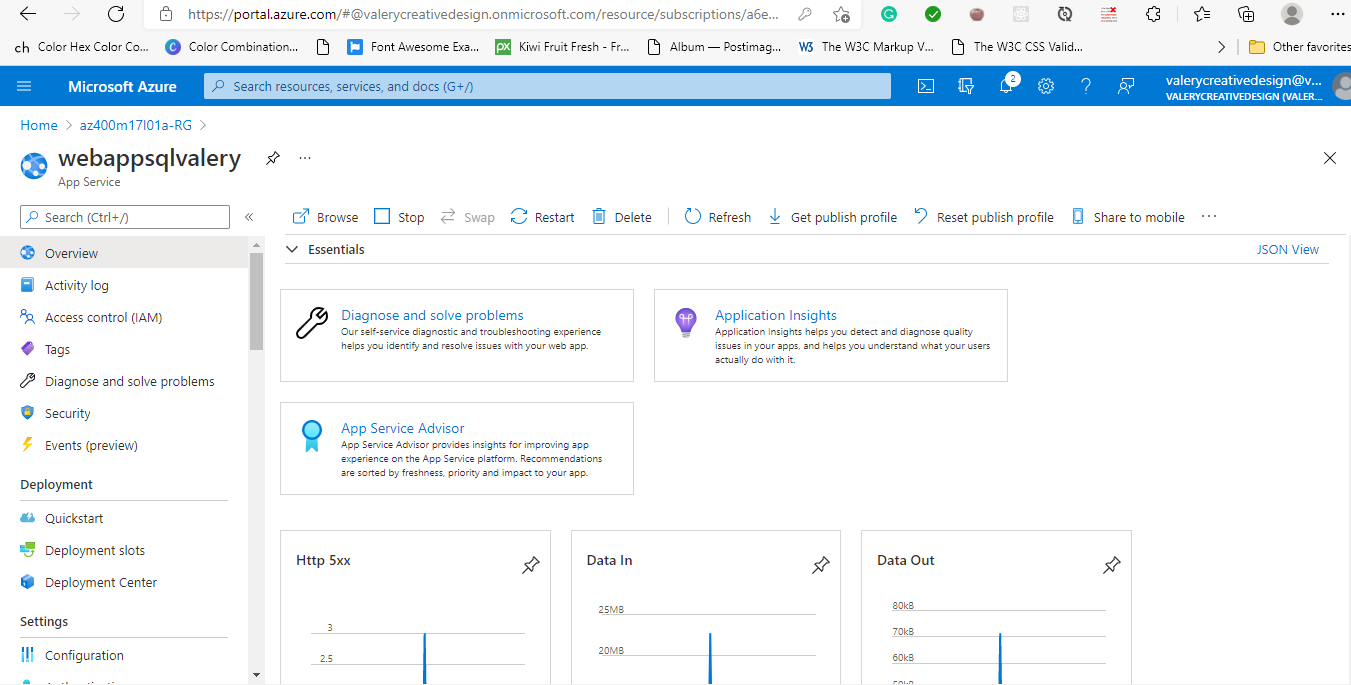 https://portal.azure.com/#@valerycreativedesign.onmicrosoft.com/resource/subscriptions/a6e...
ch Color Hex Color Co... Color Combination... Font Awesome Exa... Kiwi Fruit Fresh - Fr... Album — Postimag... W3 The W3C Markup V... The W3C CSS Valid... Other favorites
Microsoft Azure Search resources, services, and docs (G+/) 2 valerycreativedesign@v...
VALERYCREATIVEDESIGN (VALER...
Home > az400m17l01a-RG >
webappsqlvalery ...
App Service
Search (Ctrl+/) « Browse Stop Swap Restart Delete Refresh Get publish profile Reset publish profile Share to mobile ...
Overview
Activity log
Access control (IAM)
Tags
Diagnose and solve problems
Security
Events (preview)
Deployment
Quickstart
Deployment slots
Deployment Center
Settings
Configuration
Essentials JSON View
Diagnose and solve problems
Our self-service diagnostic and troubleshooting experience
helps you identify and resolve issues with your web app.
Application Insights
Application Insights helps you detect and diagnose quality
issues in your apps, and helps you understand what your users
actually do with it.
App Service Advisor
App Service Advisor provides insights for improving app
experience on the App Service platform. Recommendations
are sorted by freshness, priority and impact to your app.
Http 5xx
3
2.5
Data In
25MB
20MB
Data Out
80kB
70kB
60kB